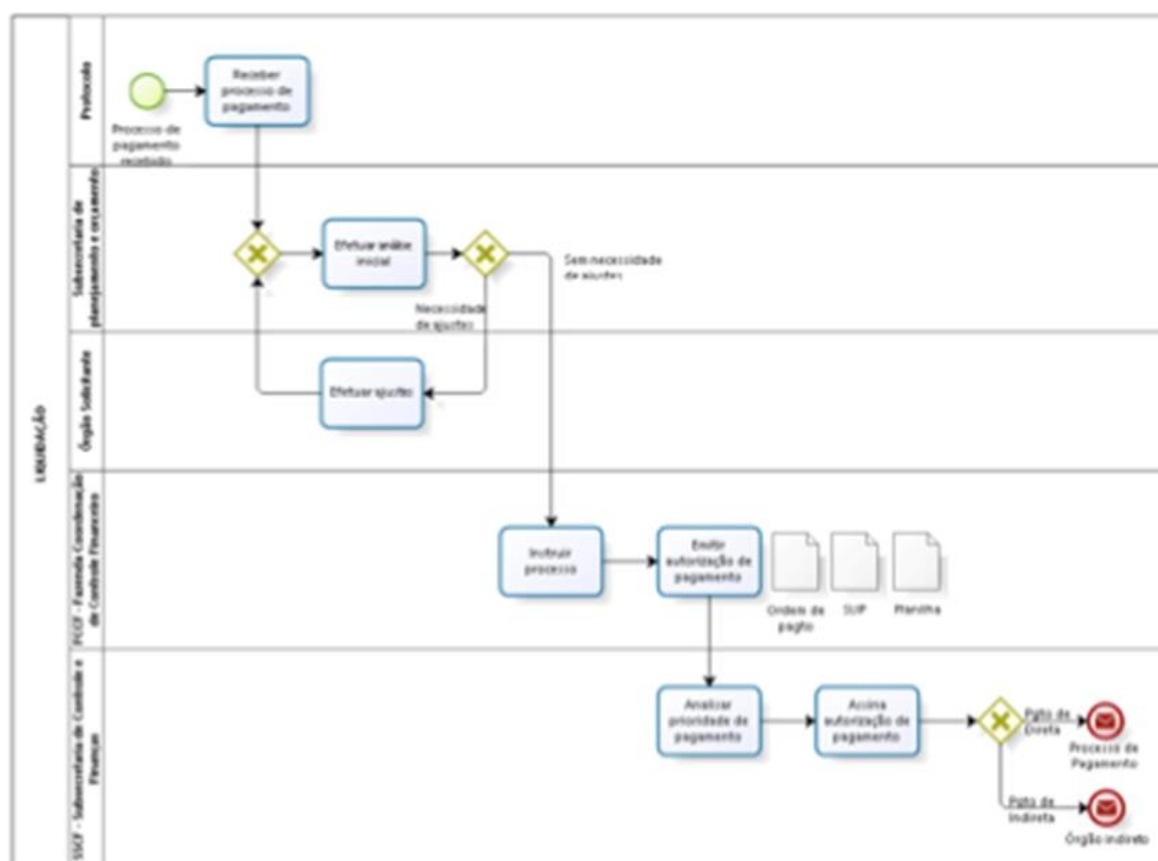 LIQUIDAÇÃO
Protocolo
Processo de
pagamento
recebido
Receber
processo de
pagamento
Subsecretaria de
planejamento e orçamento
Efetuar análise
inicial
Sem necessidade
de ajustes
Necessidade
de ajustes
Órgão Solicitante
Efetuar ajustes
FCCF - Fazenda Coordenação
de Controle Financeiro
Instruir
processo
Emitir
autorização de
pagamento
Ordem de
pagto
SUP
Planilha
SSCF - Subsecretaria de Controle e
Finanças
Analisar
prioridade de
pagamento
Assina
autorização de
pagamento
Pgto de
Direta
Processo de
Pagamento
Pgto de
Indireta
Órgão indireto